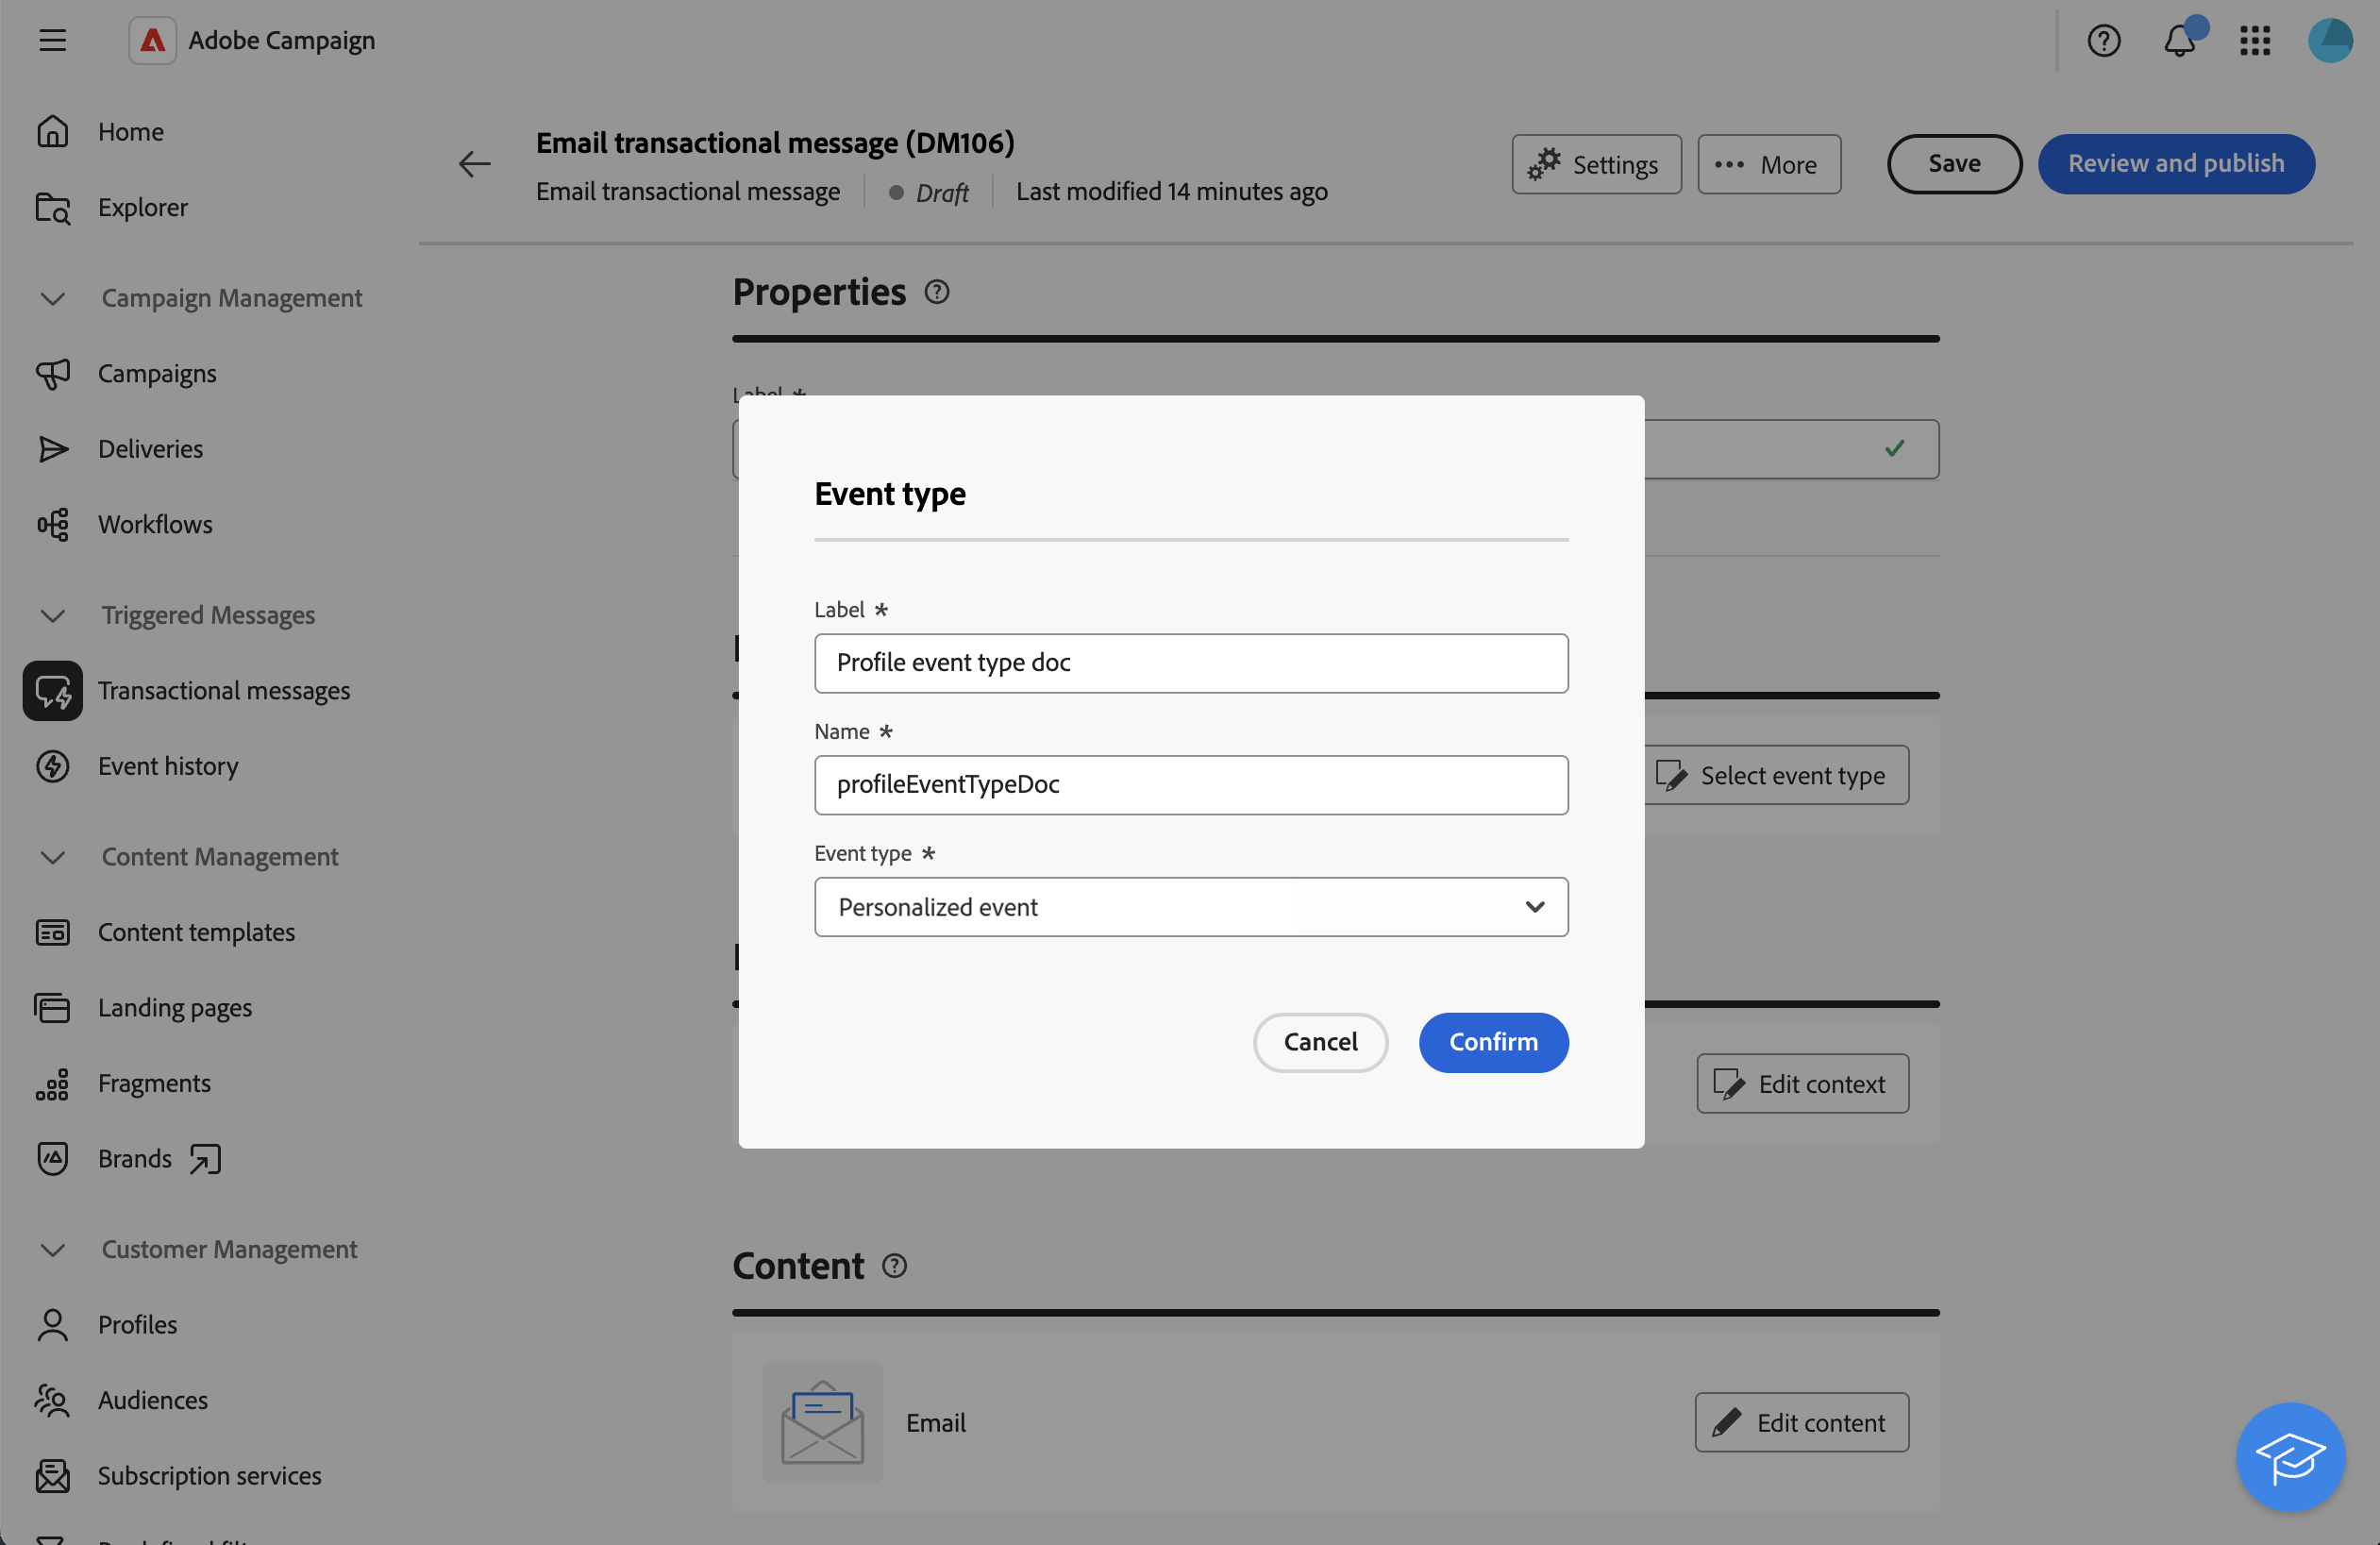 Adobe Campaign
Home
Explorer
Campaign Management
Campaigns
Deliveries
Workflows
Triggered Messages
Transactional messages
Event history
Content Management
Content templates
Landing pages
Fragments
Brands
Customer Management
Profiles
Audiences
Subscription services
Email transactional message (DM106)
Email transactional message
Draft
Last modified 14 minutes ago
Settings
More
Save
Review and publish
Properties
Label *
Event type
Label *
Profile event type doc
Name *
profileEventTypeDoc
Event type *
Personalized event
Cancel
Confirm
Select event type
Edit context
Content
Email
Edit content